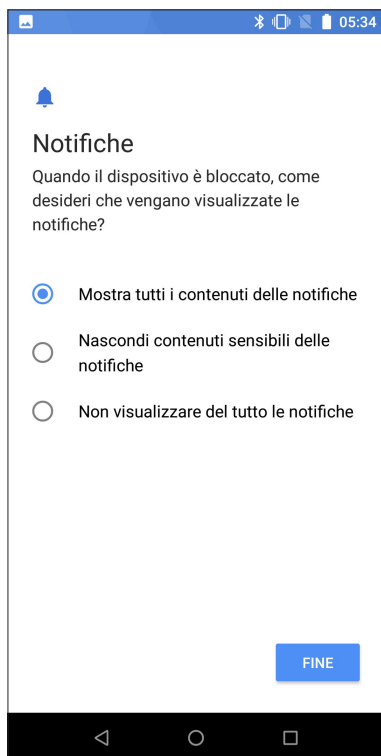 05:34
Notifiche
Quando il dispositivo è bloccato, come
desideri che vengano visualizzate le
notifiche?
Mostra tutti i contenuti delle notifiche
Nascondi contenuti sensibili delle
notifiche
Non visualizzare del tutto le notifiche
FINE